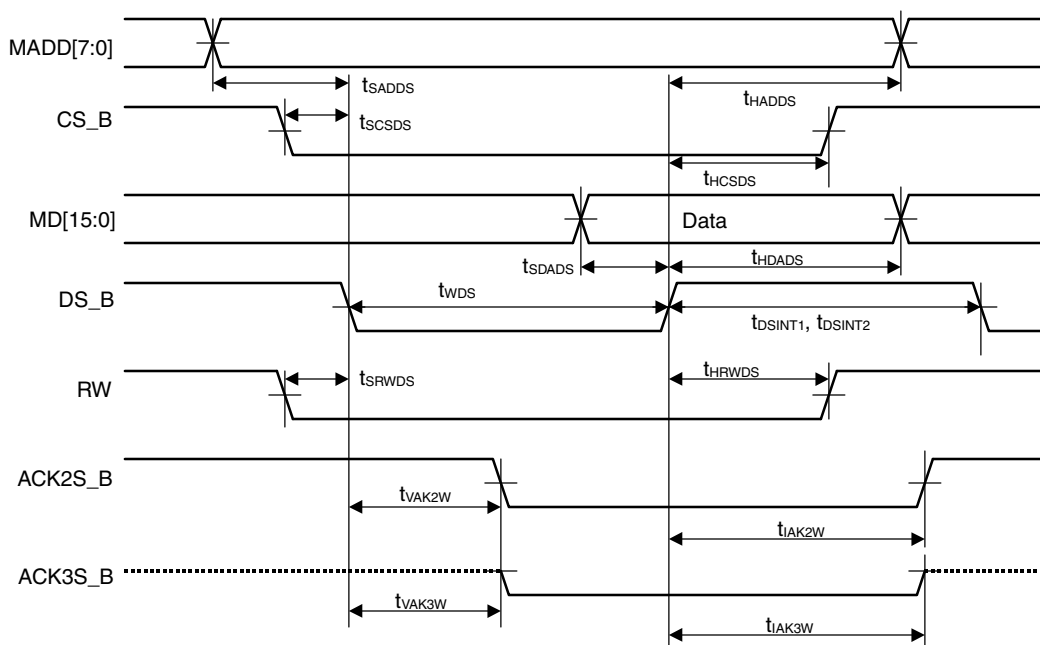 MADD[7:0]
tSADDS
tHADDS
CS_B
tSCSDS
tHCSDS
MD[15:0]
Data
tSDADS
tHDADS
DS_B
tWDS
tDSINT1, tDSINT2
RW
tSRWDS
tHRWDS
ACK2S_B
tVAK2W
tIAK2W
ACK3S_B
tVAK3W
tIAK3W